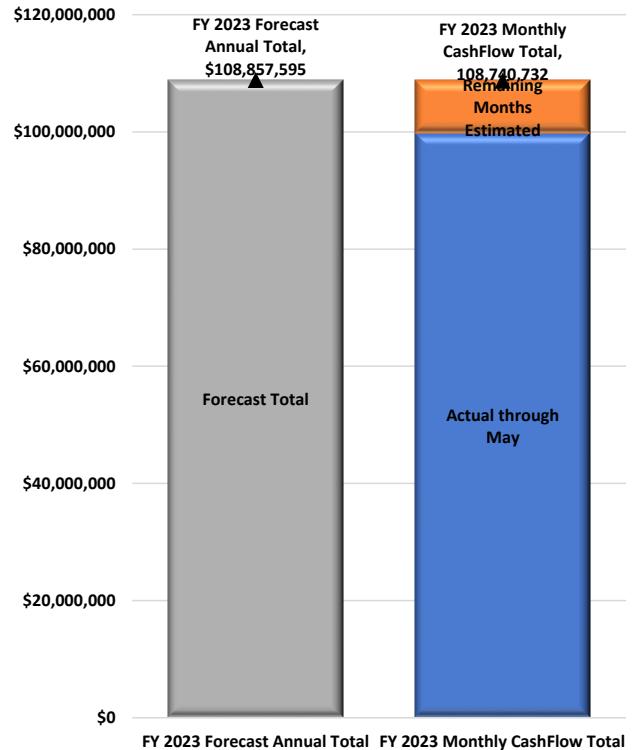 $120,000,000
$100,000,000
$80,000,000
$60,000,000
$40,000,000
$20,000,000
$0
FY 2023 Forecast
Annual Total,
$108,857,595
FY 2023 Monthly
CashFlow Total,
108,740,732
Remaining
Months
Estimated
Forecast Total
Actual through
May
FY 2023 Forecast Annual Total
FY 2023 Monthly CashFlow Total